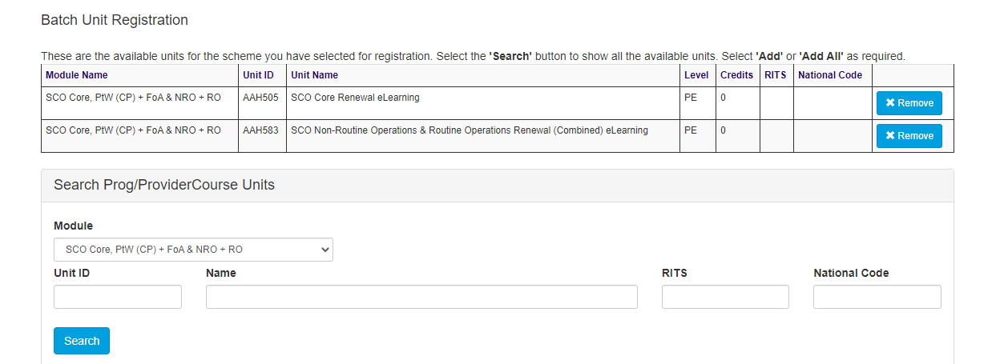 Batch Unit Registration
These are the available units for the scheme you have selected for registration. Select the 'Search' button to show all the available units. Select 'Add' or 'Add All' as required.
Module Name Unit ID Unit Name Level Credits RITS National Code
SCO Core, PtW (CP) + FoA & NRO + RO AAH505 SCO Core Renewal eLearning PE 0 ✖ Remove
SCO Core, PtW (CP) + FoA & NRO + RO AAH583 SCO Non-Routine Operations & Routine Operations Renewal (Combined) eLearning PE 0 ✖ Remove
Search Prog/ProviderCourse Units
Module
SCO Core, PtW (CP) + FoA & NRO + RO
Unit ID Name RITS National Code
Search